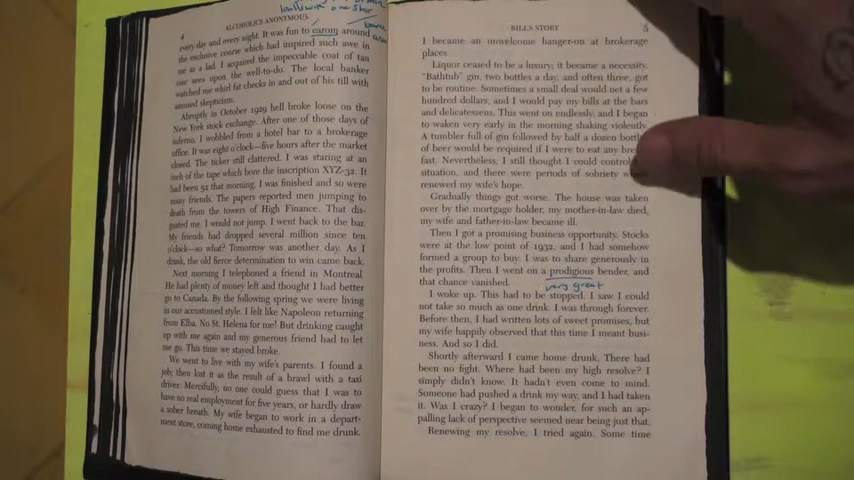 4 ALCOHOLICS ANONYMOUS
every day and every night. It was fun to carom around
the exclusive course which had inspired such awe in
me as a lad. I acquired the impeccable coat of tan
one sees upon the well-to-do. The local banker
watched me whirl fat checks in and out of his till with
amused skepticism.
Abruptly in October 1929 hell broke loose on the
New York stock exchange. After one of those days of
inferno, I wobbled from a hotel bar to a brokerage
office. It was eight o'clock—five hours after the market
closed. The ticker still clattered. I was staring at an
inch of the tape which bore the inscription XYZ-32. It
had been 52 that morning. I was finished and so were
many friends. The papers reported men jumping to
death from the towers of High Finance. That dis-
gusted me. I would not jump. I went back to the bar.
My friends had dropped several million since ten
o'clock—so what? Tomorrow was another day. As I
drank, the old fierce determination to win came back.
Next morning I telephoned a friend in Montreal.
He had plenty of money left and thought I had better
go to Canada. By the following spring we were living
in our accustomed style. I felt like Napoleon returning
from Elba. No St. Helena for me! But drinking caught
up with me again and my generous friend had to let
me go. This time we stayed broke.
We went to live with my wife's parents. I found a
job; then lost it as the result of a brawl with a taxi
driver. Mercifully, no one could guess that I was to
have no real employment for five years, or hardly draw
a sober breath. My wife began to work in a depart-
ment store, coming home exhausted to find me drunk.
BILL'S STORY 5
I became an unwelcome hanger-on at brokerage
places.
Liquor ceased to be a luxury; it became a necessity.
"Bathtub" gin, two bottles a day, and often three, got
to be routine. Sometimes a small deal would net a few
hundred dollars, and I would pay my bills at the bars
and delicatessens. This went on endlessly, and I began
to waken very early in the morning shaking violently.
A tumbler full of gin followed by half a dozen bottles
of beer would be required if I were to eat any
fast. Nevertheless, I still thought I could control
situation, and there were periods of sobriety
renewed my wife's hope.
Gradually things got worse. The house was taken
over by the mortgage holder, my mother-in-law died,
my wife and father-in-law became ill.
Then I got a promising business opportunity. Stocks
were at the low point of 1932, and I had somehow
formed a group to buy. I was to share generously in
the profits. Then I went on a prodigious bender, and
that chance vanished.
very great
I woke up. This had to be stopped. I saw I could
not take so much as one drink. I was through forever.
Before then, I had written lots of sweet promises, but
my wife happily observed that this time I meant busi-
ness. And so I did.
Shortly afterward I came home drunk. There had
been no fight. Where had been my high resolve? I
simply didn't know. It hadn't even come to mind.
Someone had pushed a drink my way, and I had taken
it. Was I crazy? I began to wonder, for such an ap-
palling lack of perspective seemed near being just that.
Renewing my resolve, I tried again. Some time